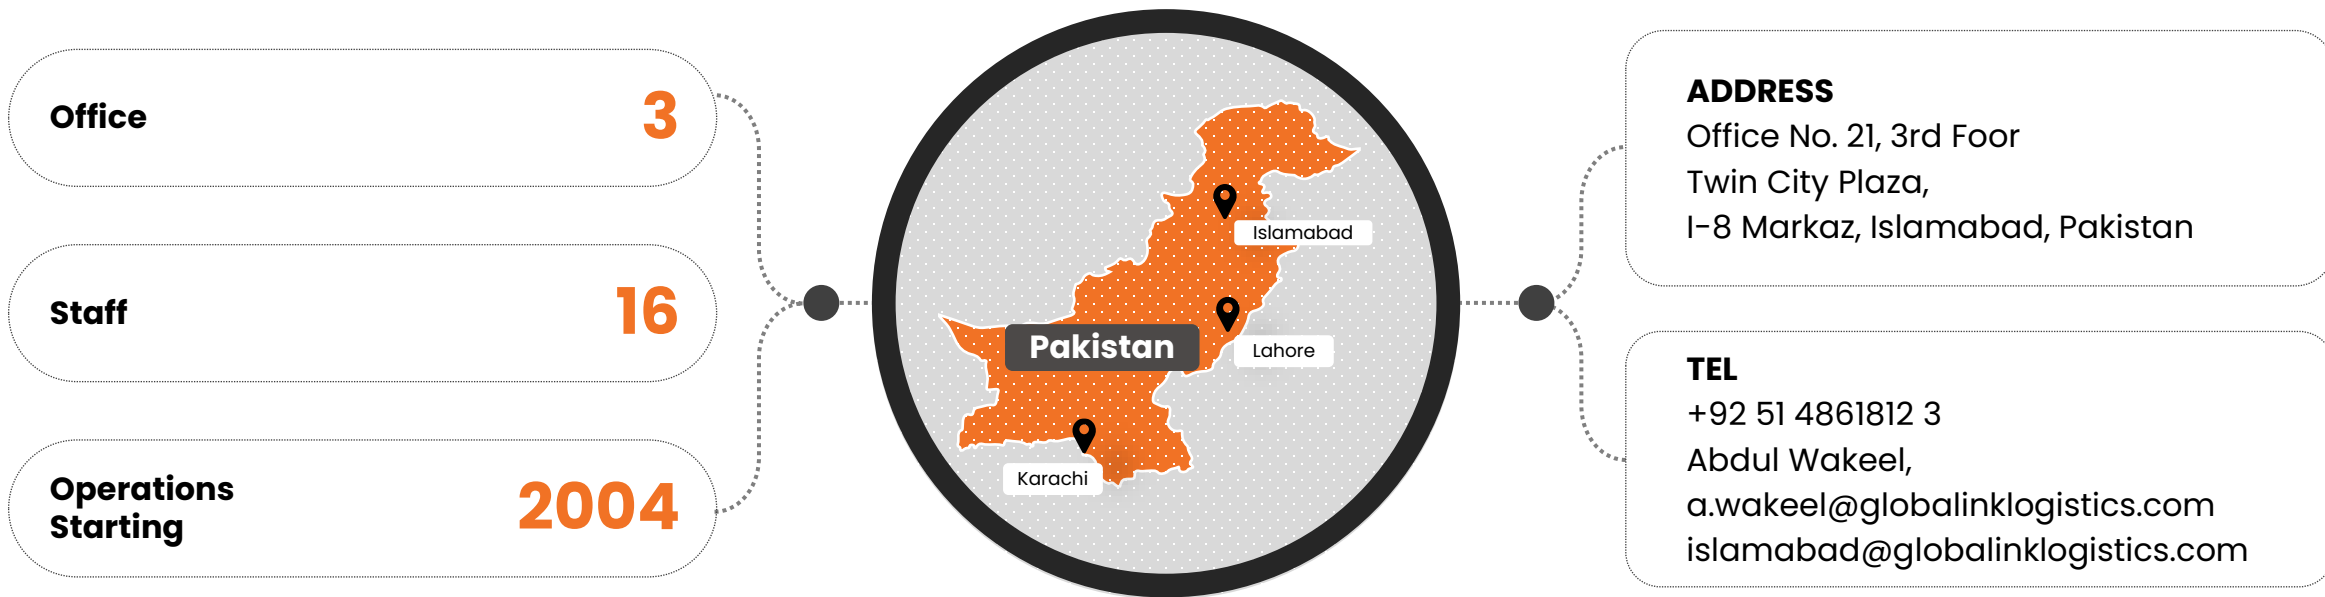 Office
3
Staff
16
Operations
Starting
2004
Islamabad
Pakistan
Lahore
Karachi
ADDRESS
Office No. 21, 3rd Foor
Twin City Plaza,
I-8 Markaz, Islamabad, Pakistan
TEL
+92 51 4861812 3
Abdul Wakeel,
a.wakeel@globalinklogistics.com
islamabad@globalinklogistics.com